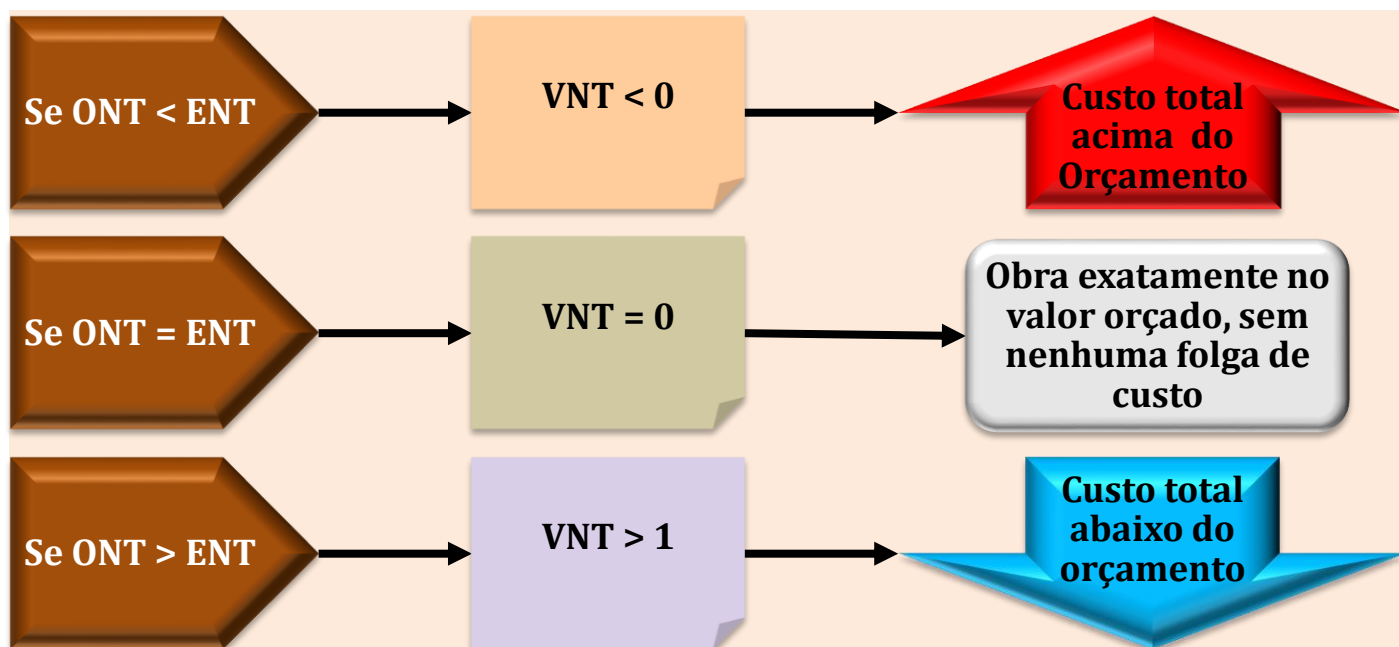 Se ONT < ENT
VNT < 0
Custo total
acima do
Orçamento
Se ONT = ENT
VNT = 0
Obra exatamente no
valor orçado, sem
nenhuma folga de
custo
Se ONT > ENT
VNT > 1
Custo total
abaixo do
orçamento